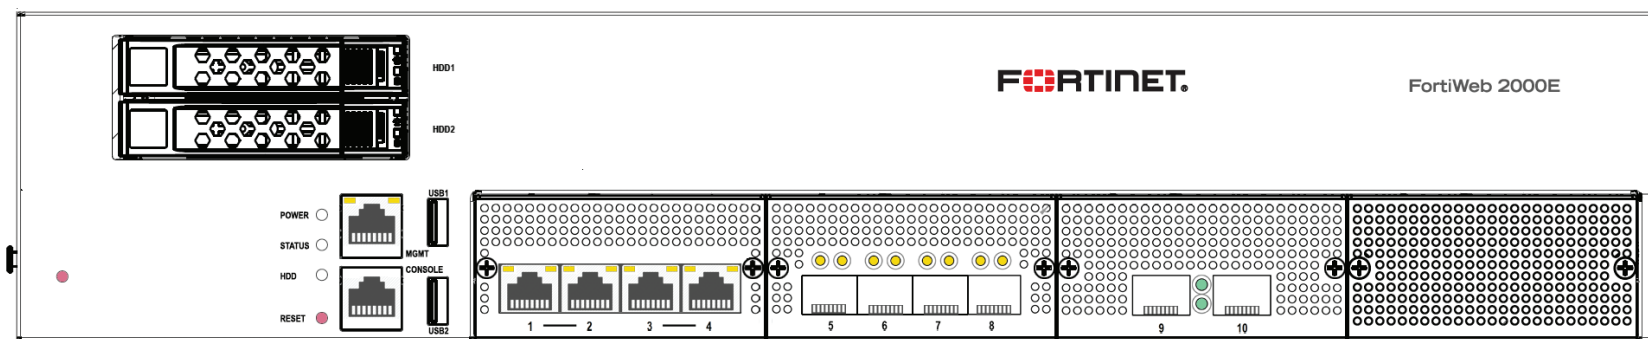 HDD1
FORTINET.
FortiWeb 2000E
HDD2
USB1
POWER
STATUS
MGMT
HDD
CONSOLE
RESET
USB2
1 — 2 3 — 4
5 6 7 8
9 10